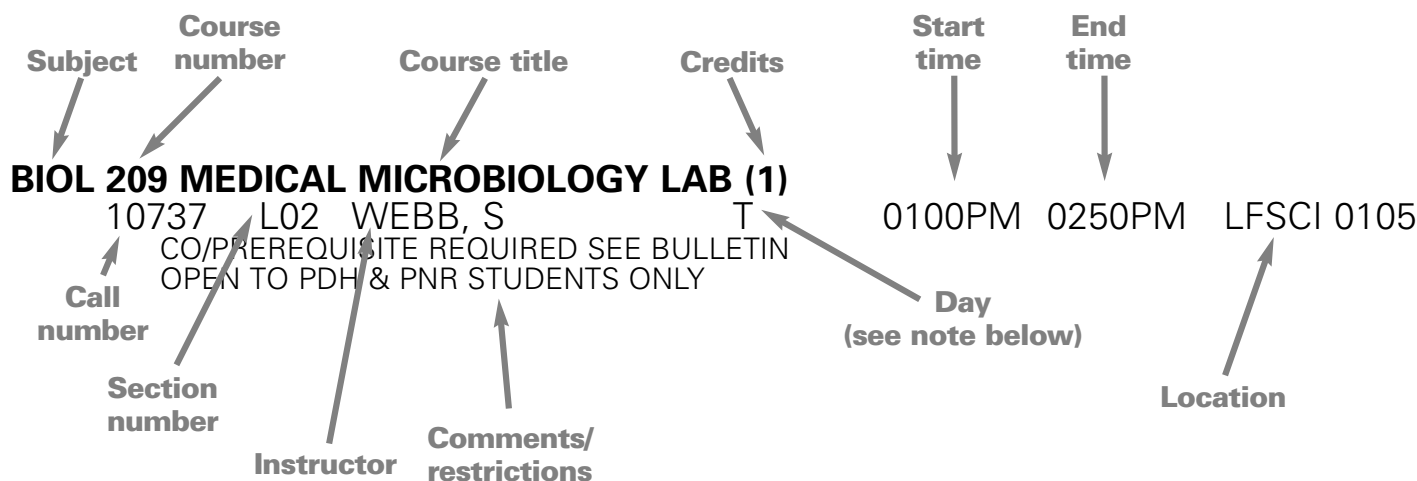 Subject
Course
number
Course title
Credits
Start
time
End
time
BIOL 209 MEDICAL MICROBIOLOGY LAB (1)
10737 L02 WEBB, S T 0100PM 0250PM LFSCI 0105
CO/PREREQUISITE REQUIRED SEE BULLETIN
OPEN TO PDH & PNR STUDENTS ONLY
Call
number
Section
number
Instructor
Comments/
restrictions
Day
(see note below)
Location